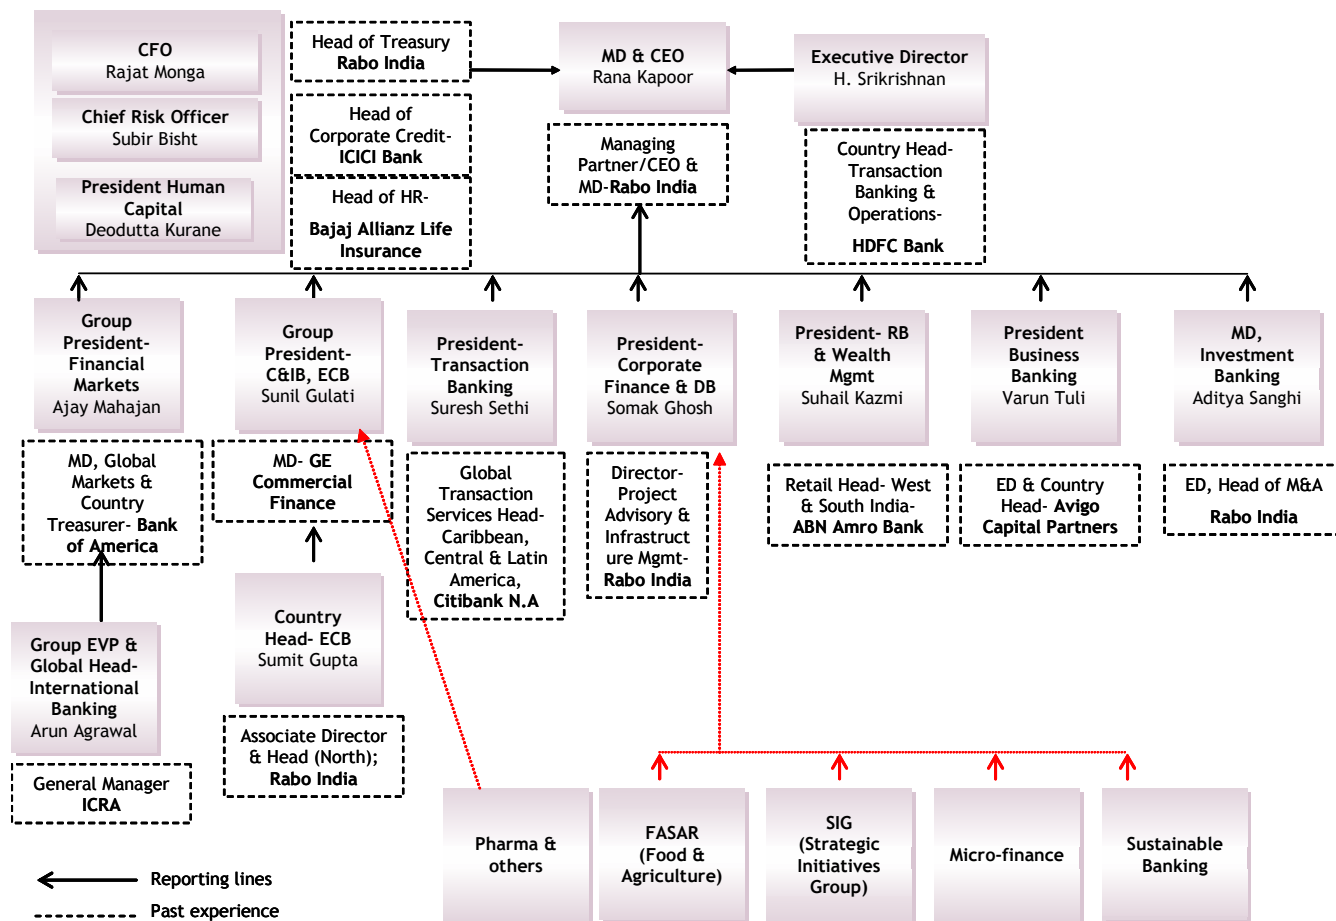 CFO
Rajat Monga
Chief Risk Officer
Subir Bisht
President Human
Capital
Deodutta Kurane
Head of Treasury
Rabo India
Head of
Corporate Credit-
ICICI Bank
Head of HR-
Bajaj Allianz Life
Insurance
MD & CEO
Rana Kapoor
Managing
Partner/CEO &
MD-Rabo India
Executive Director
H. Srikrishnan
Country Head-
Transaction
Banking &
Operations-
HDFC Bank
Group
President-
Financial
Markets
Ajay Mahajan
Group
President-
C&IB, ECB
Sunil Gulati
President-
Transaction
Banking
Suresh Sethi
President-
Corporate
Finance & DB
Somak Ghosh
President- RB
& Wealth
Mgmt
Suhail Kazmi
President
Business
Banking
Varun Tuli
MD,
Investment
Banking
Aditya Sanghi
MD, Global
Markets &
Country
Treasurer- Bank
of America
MD- GE
Commercial
Finance
Global
Transaction
Services Head-
Caribbean,
Central & Latin
America,
Citibank N.A
Director-
Project
Advisory &
Infrastruct
ure Mgmt-
Rabo India
Retail Head- West
& South India-
ABN Amro Bank
ED & Country
Head- Avigo
Capital Partners
ED, Head of M&A
Rabo India
Group EVP &
Global Head-
International
Banking
Arun Agrawal
General Manager
ICRA
Country
Head- ECB
Sumit Gupta
Associate Director
& Head (North);
Rabo India
Pharma &
others
FASAR
(Food &
Agriculture)
SIG
(Strategic
Initiatives
Group)
Micro-finance
Sustainable
Banking
Reporting lines
Past experience